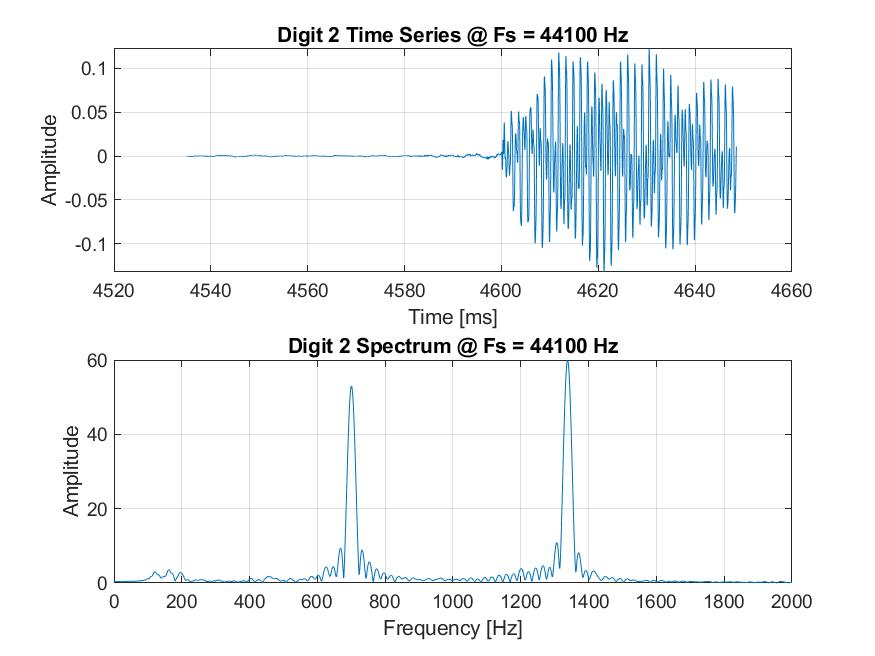 Digit 2 Time Series @ Fs = 44100 Hz
0.1
0.05
0
-0.05
-0.1
Amplitude
4520 4540 4560 4580 4600 4620 4640 4660
Time [ms]
Digit 2 Spectrum @ Fs = 44100 Hz
60
40
20
0
Amplitude
0 200 400 600 800 1000 1200 1400 1600 1800 2000
Frequency [Hz]